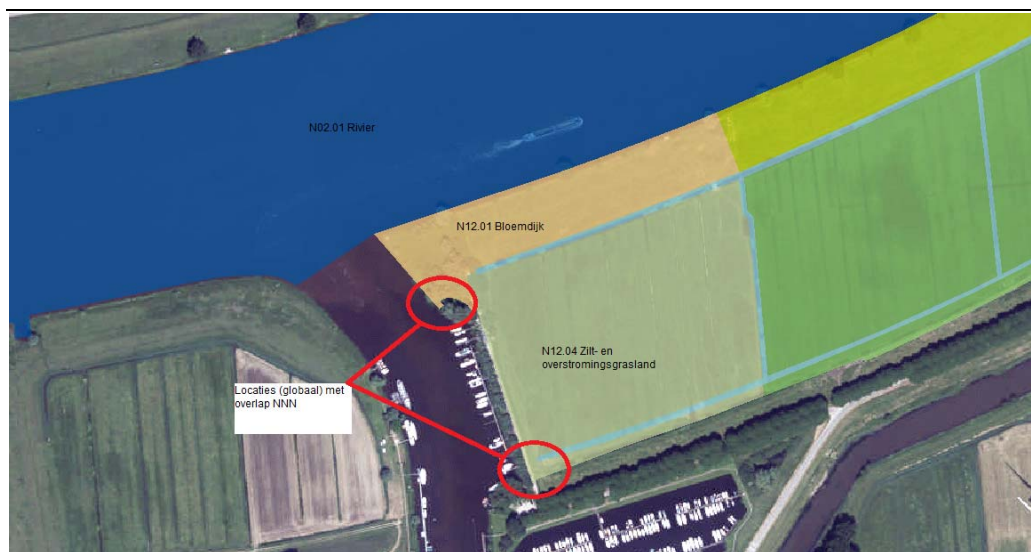 N02.01 Rivier
N12.01 Bloemdijk
N12.04 Zilt- en
overstromingsgrasland
Locaties (globaal) met
overlap NNN